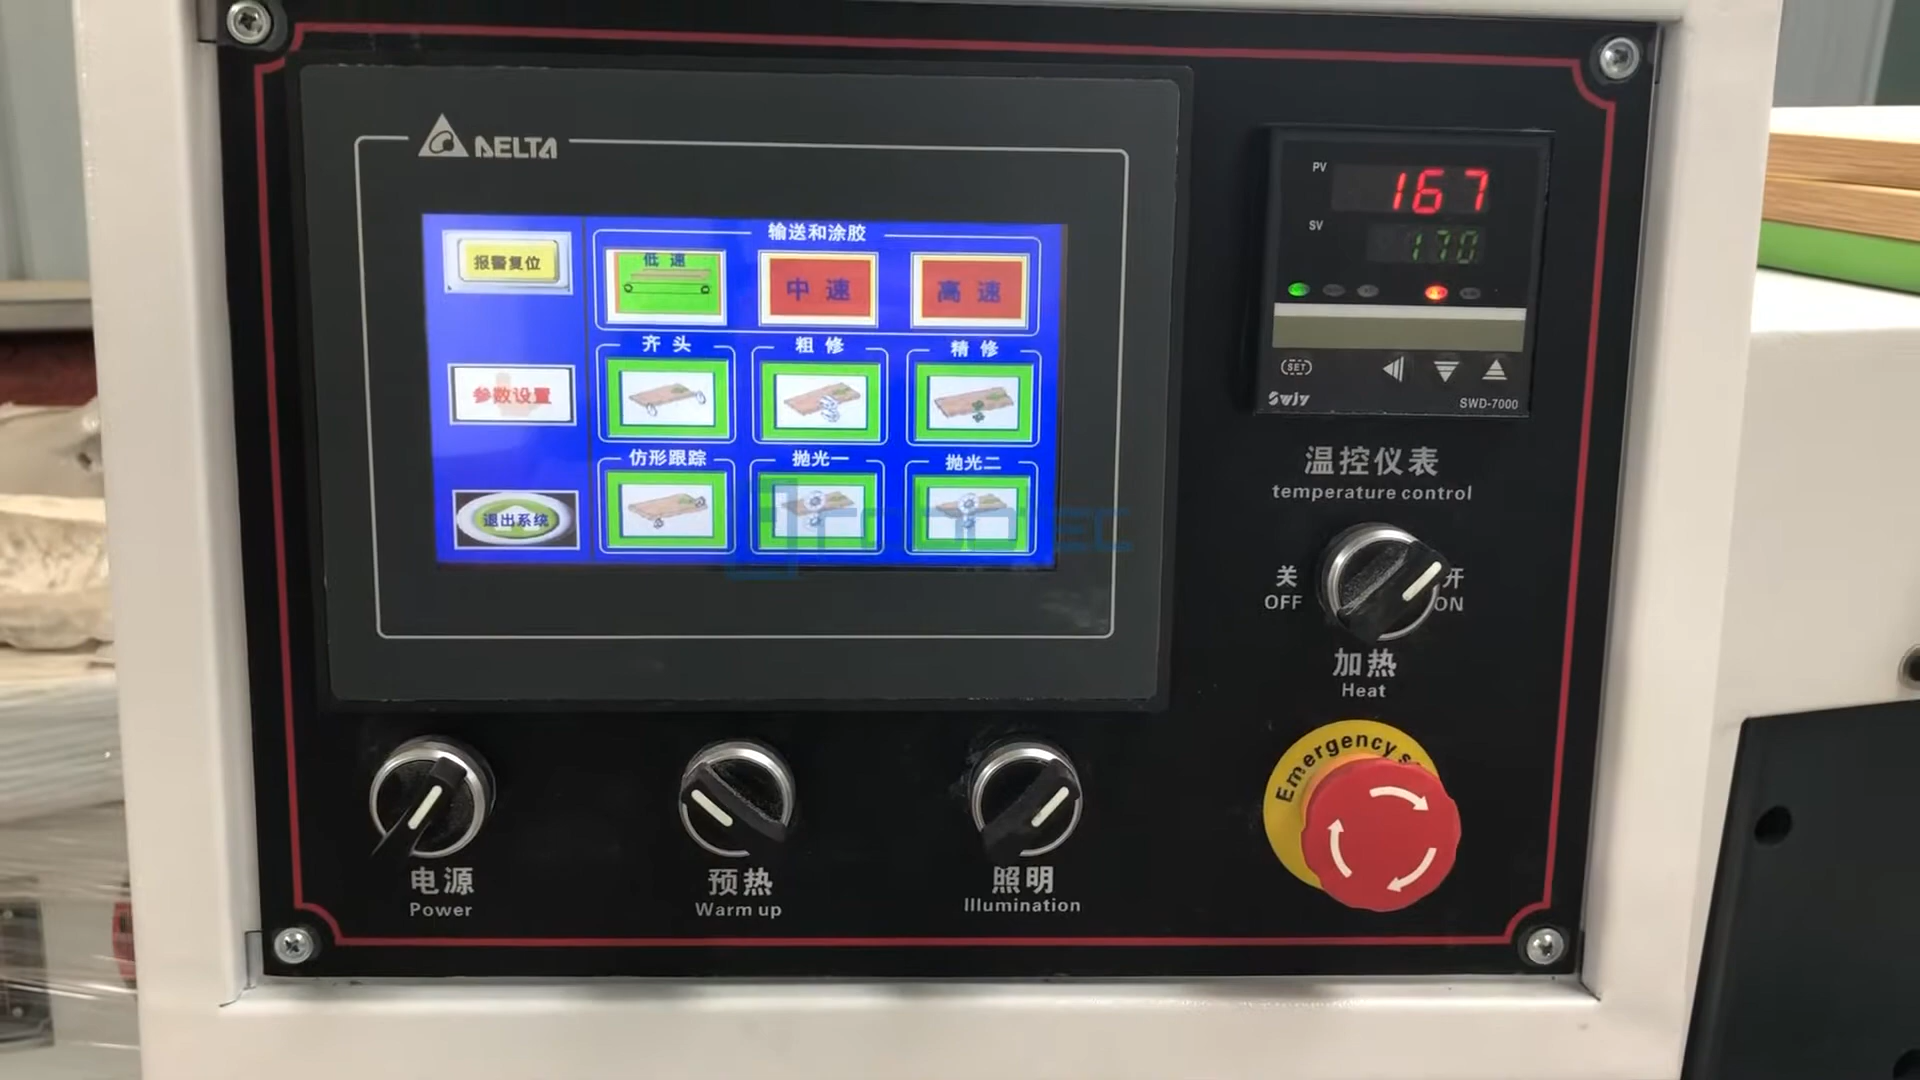 DELTA
报警复位
参数设置
退出系统
输送和涂胶
低速
中速
高速
齐头
粗修
精修
仿形跟踪
抛光一
抛光二
PV
167
SV
170
SET
Swjy
SWD-7000
温控仪表
temperature control
关
OFF
开
ON
加热
Heat
Emergency s
电源
Power
预热
Warm up
照明
Illumination